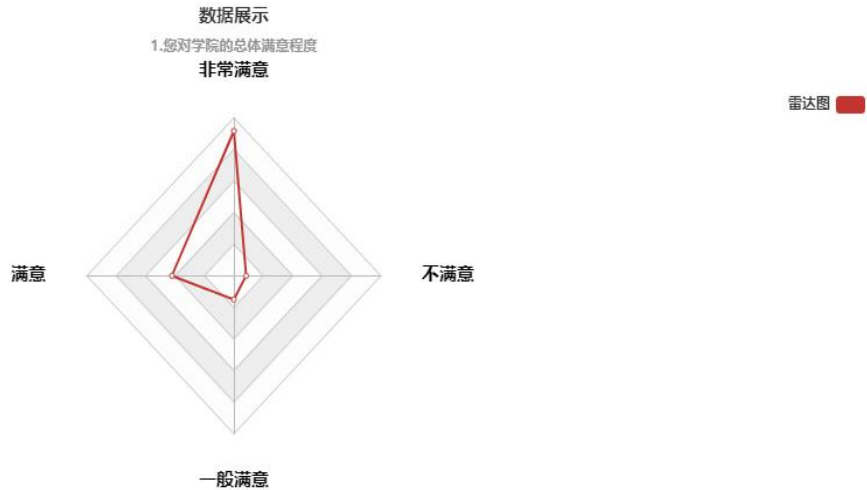 数据展示
1.您对学院的总体满意程度
非常满意
雷达图
满意
不满意
一般满意